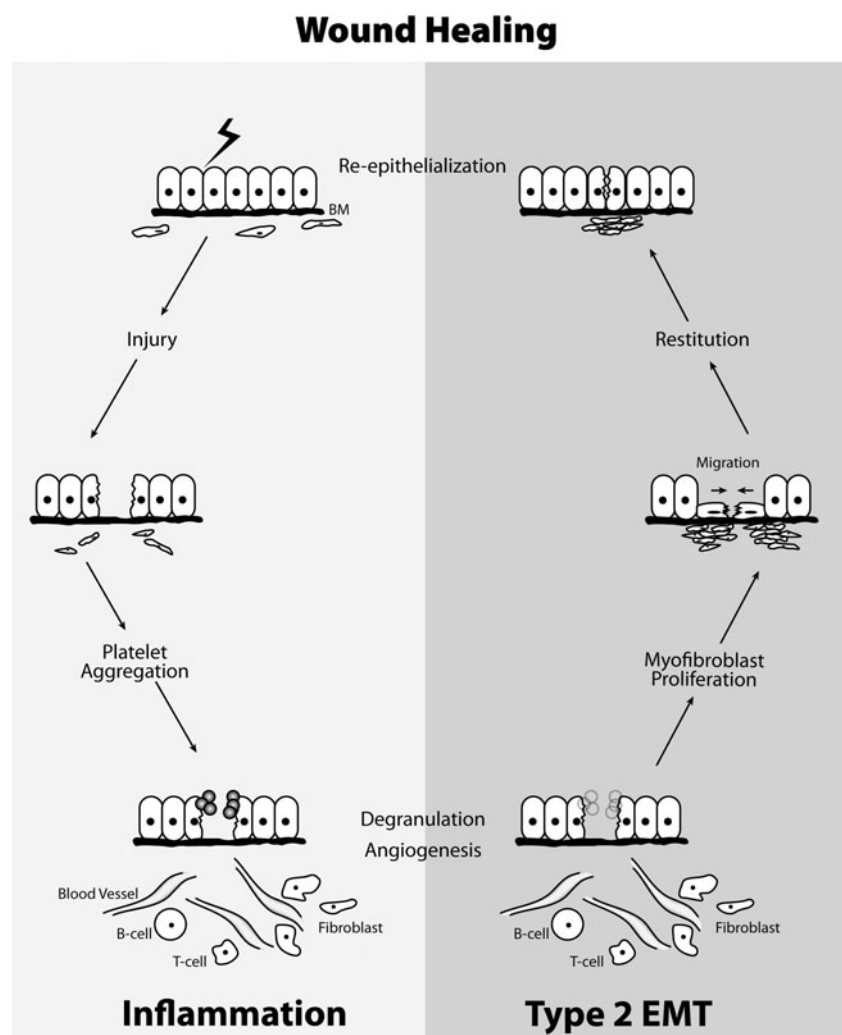 Wound Healing
Re-epithelialization
BM
Injury
Restitution
Migration
Platelet
Aggregation
Myofibroblast
Proliferation
Degranulation
Angiogenesis
Blood Vessel
B-cell
T-cell
Fibroblast
B-cell
T-cell
Fibroblast
Inflammation
Type 2 EMT